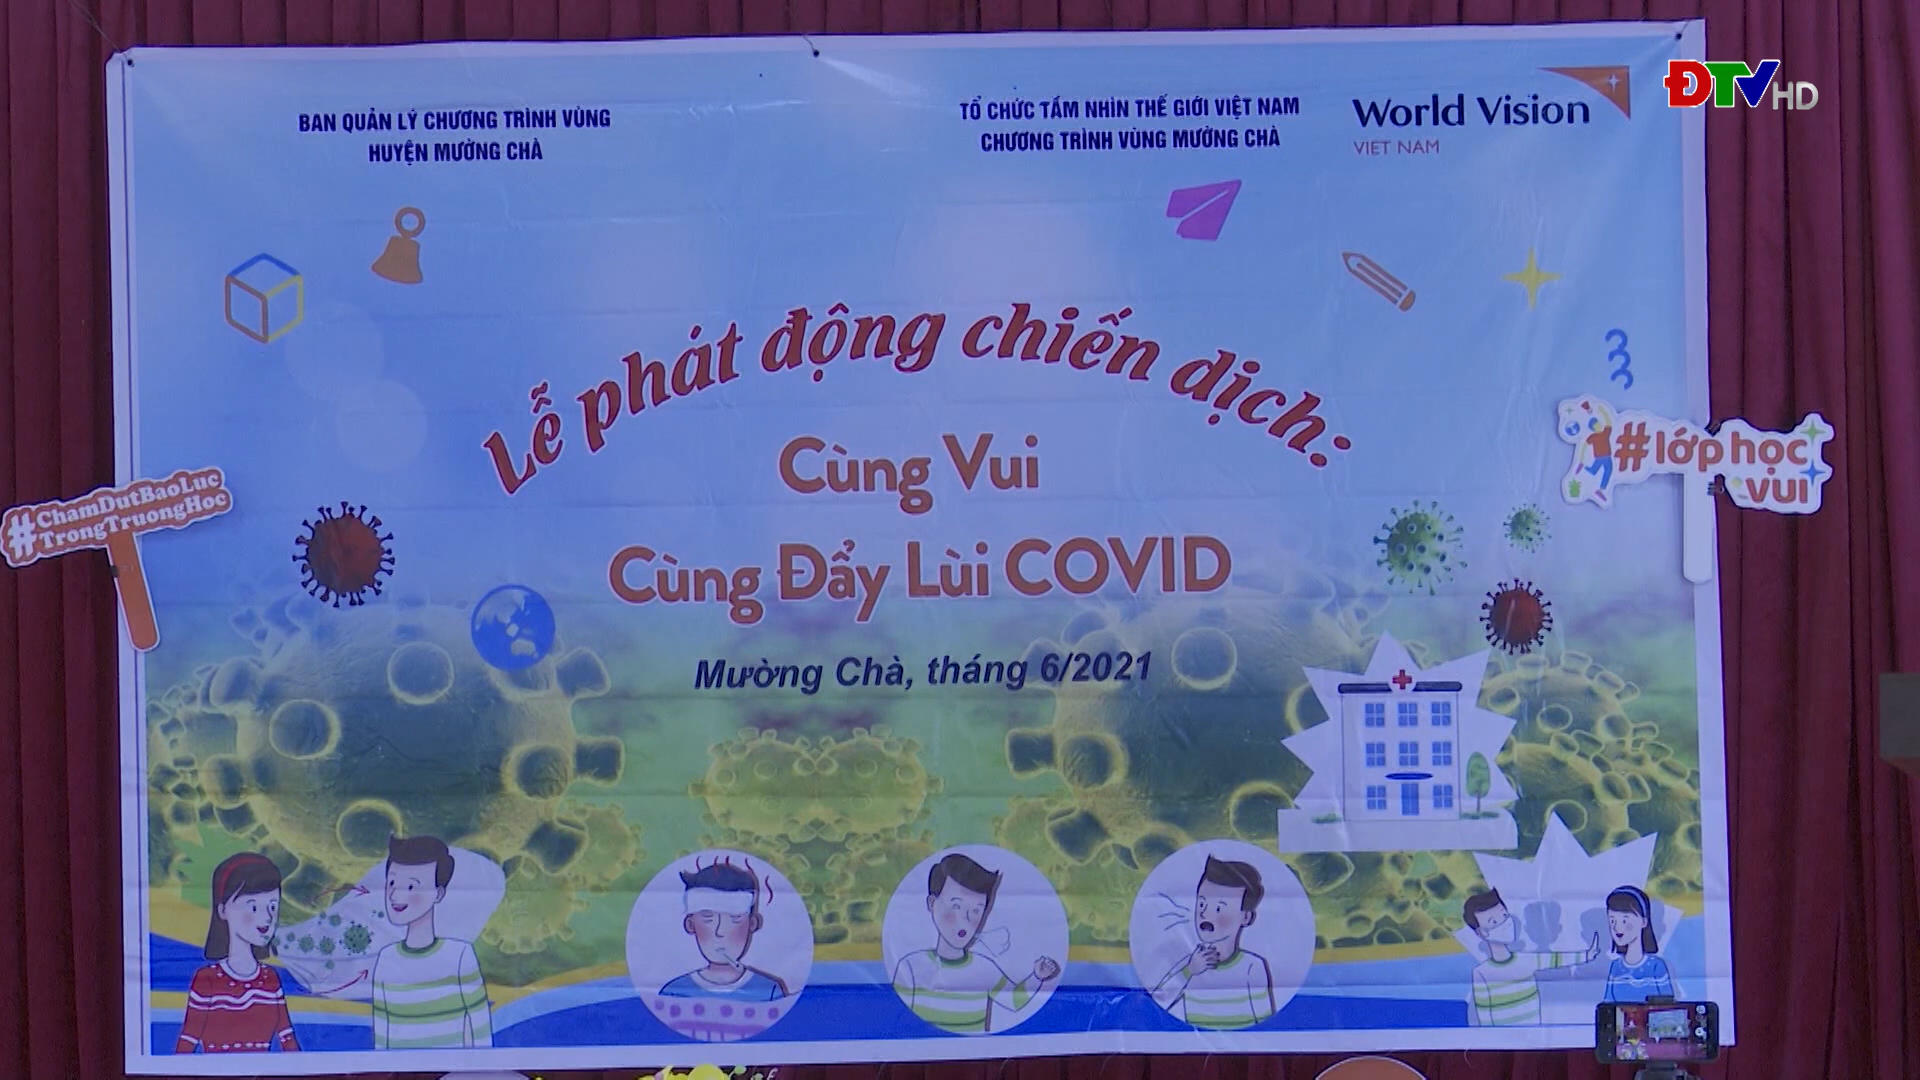 BAN QUẢN LÝ CHƯƠNG TRÌNH VÙNG
HUYỆN MƯỜNG CHÀ
TỔ CHỨC TẦM NHÌN THẾ GIỚI VIỆT NAM
CHƯƠNG TRÌNH VÙNG MƯỜNG CHÀ
World Vision
VIET NAM
ĐTV HD
Lễ phát động chiến dịch:
Cùng Vui
Cùng Đẩy Lùi COVID
Mường Chà, tháng 6/2021
#ChamDutBaoLuc
TrongTruongHoc
#lớp học
vui